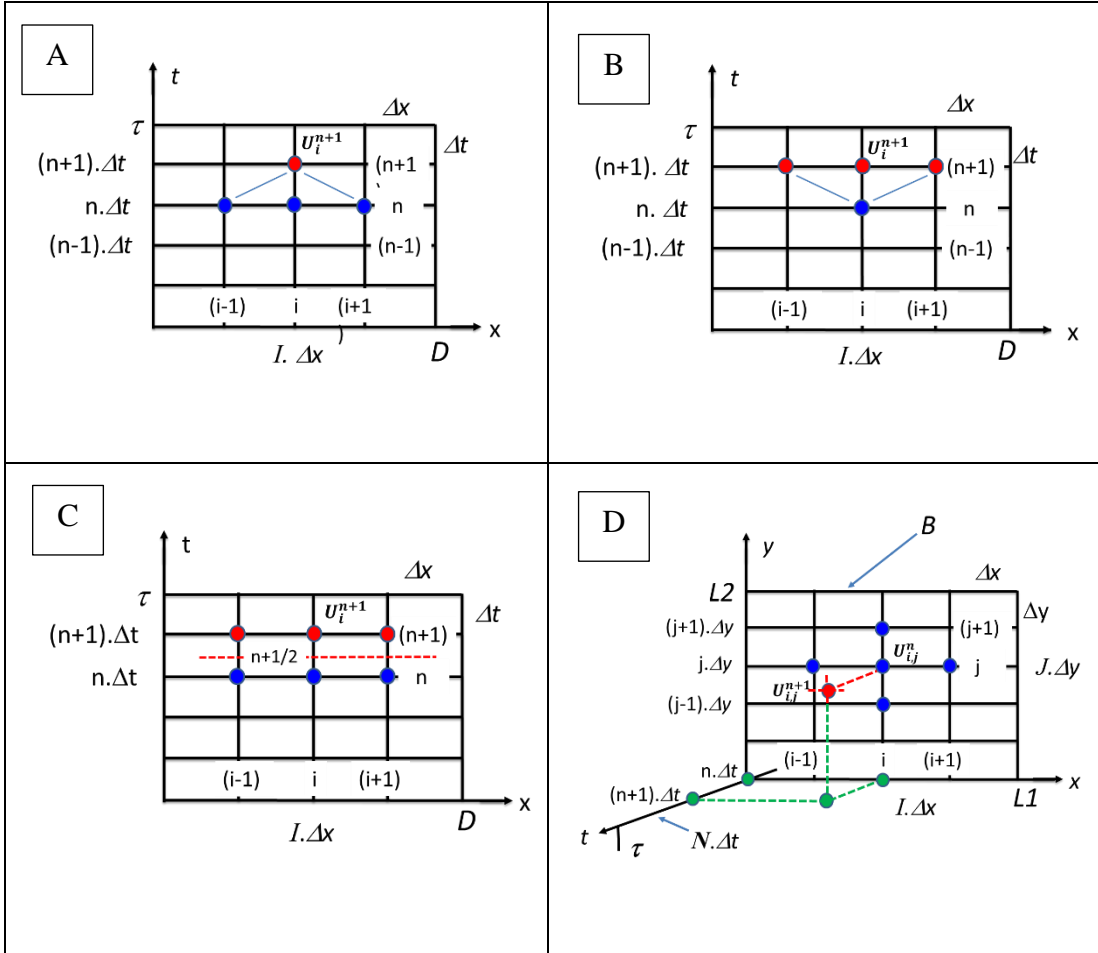 A
t
Δx
τ
U_i^{n+1}
Δt
(n+1).Δt
(n+1
`
n.Δt
n
(n-1).Δt
(n-1)
(i-1) i (i+1
)
x
I. Δx
D
B
t
Δx
τ
U_i^{n+1}
Δt
(n+1). Δt
(n+1)
n. Δt
n
(n-1).Δt
(n-1)
(i-1) i (i+1)
x
I.Δx
D
C
t
Δx
τ
U_i^{n+1}
Δt
(n+1).Δt
(n+1)
n+1/2
n.Δt
n
(i-1) i (i+1)
x
D
I.Δx
D
B
y
Δx
L2
Δy
(j+1).Δy
(j+1)
U_{i,j}^n
j.Δy
j
J.Δy
U_{i,j}^{n+1}
(j-1).Δy
(i-1) i (i+1)
n.Δt
x
(n+1).Δt
L1
I.Δx
t
τ
N.Δt